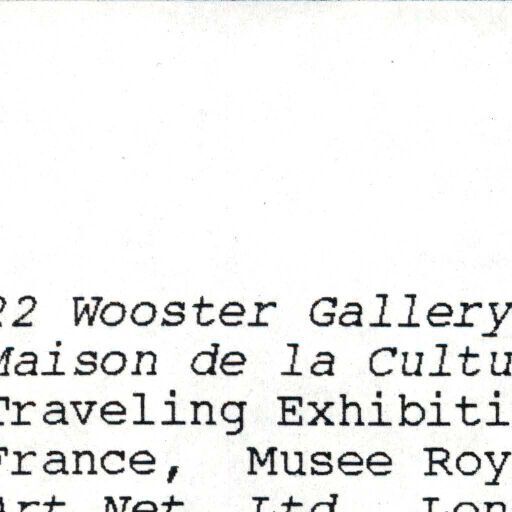 22 Wooster Gallery
Maison de la Cultu
Traveling Exhibiti
France, Musee Roy
Art Net, Ltd. Lon